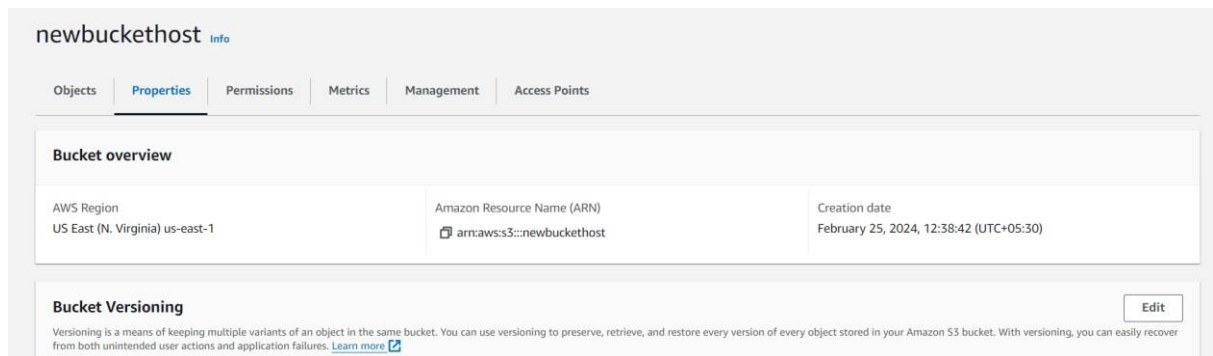 newbuckethost Info
Objects Properties Permissions Metrics Management Access Points
Bucket overview
AWS Region Amazon Resource Name (ARN) Creation date
US East (N. Virginia) us-east-1 arn:aws:s3:::newbuckethost February 25, 2024, 12:38:42 (UTC+05:30)
Bucket Versioning Edit
Versioning is a means of keeping multiple variants of an object in the same bucket. You can use versioning to preserve, retrieve, and restore every version of every object stored in your Amazon S3 bucket. With versioning, you can easily recover
from both unintended user actions and application failures. Learn more